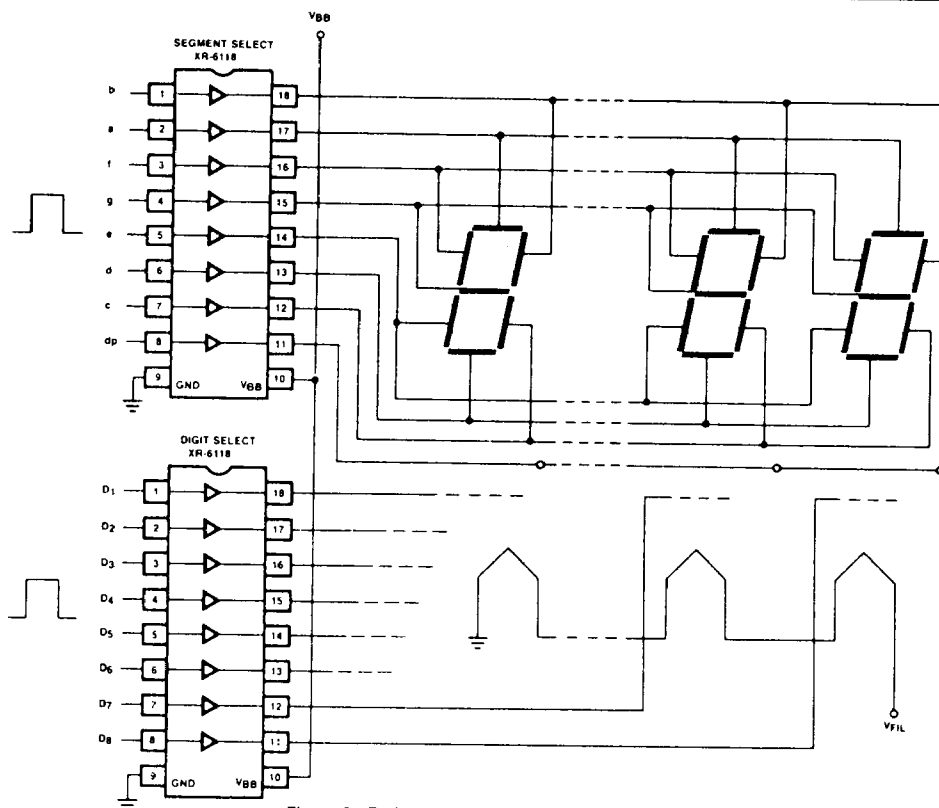 VBB
SEGMENT SELECT
XR-6118
b 1 18
a 2 17
f 3 16
g 4 15
e 5 14
d 6 13
c 7 12
dp 8 11
9 GND VBB 10
DIGIT SELECT
XR-6118
D1 1 18
D2 2 17
D3 3 16
D4 4 15
D5 5 14
D6 6 13
D7 7 12
D8 8 11
9 GND VBB 10
VFIL